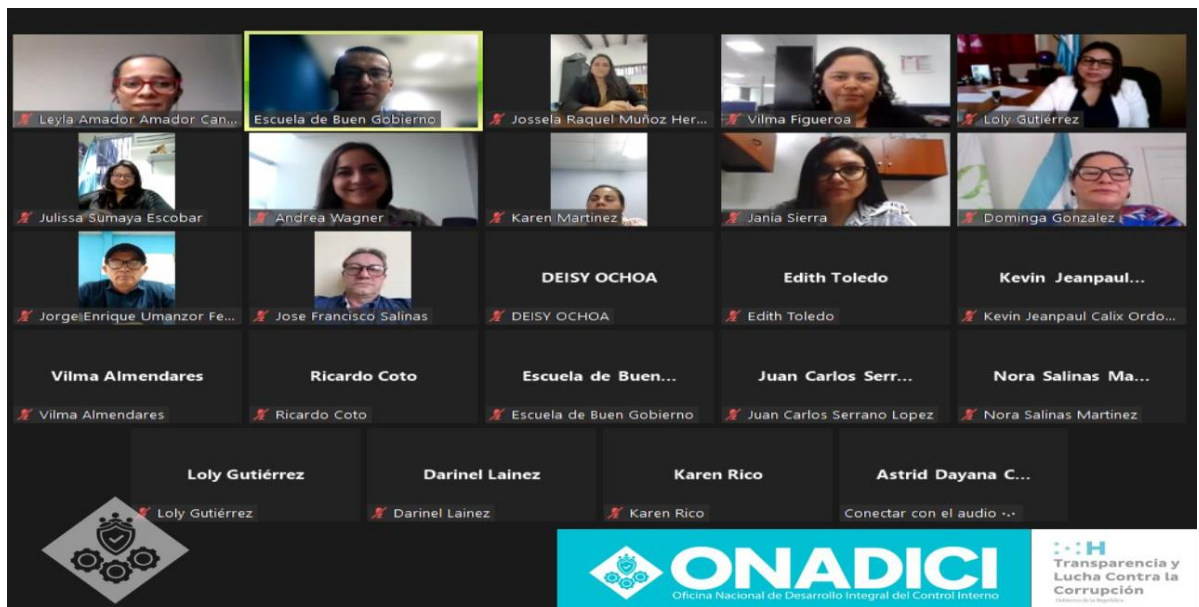 Leyla Amador Amador Can...
Escuela de Buen Gobierno
Jossela Raquel Muñoz Her...
Vilma Figueroa
Loly Gutiérrez
Julissa Sumaya Escobar
Andrea Wagner
Karen Martinez
Jania Sierra
Dominga Gonzalez
Jorge Enrique Umanzor Fe...
Jose Francisco Salinas
DEISY OCHOA
DEISY OCHOA
Edith Toledo
Edith Toledo
Kevin Jeanpaul...
Kevin Jeanpaul Calix Ordo...
Vilma Almendares
Vilma Almendares
Ricardo Coto
Ricardo Coto
Escuela de Buen...
Escuela de Buen Gobierno
Juan Carlos Serr...
Juan Carlos Serrano Lopez
Nora Salinas Ma...
Nora Salinas Martinez
Loly Gutiérrez
Loly Gutiérrez
Darinel Lainez
Darinel Lainez
Karen Rico
Karen Rico
Astrid Dayana C...
Conectar con el audio
ONADICI
Oficina Nacional de Desarrollo Integral del Control Interno
H
Transparencia y
Lucha Contra la
Corrupción
Gobierno de la República